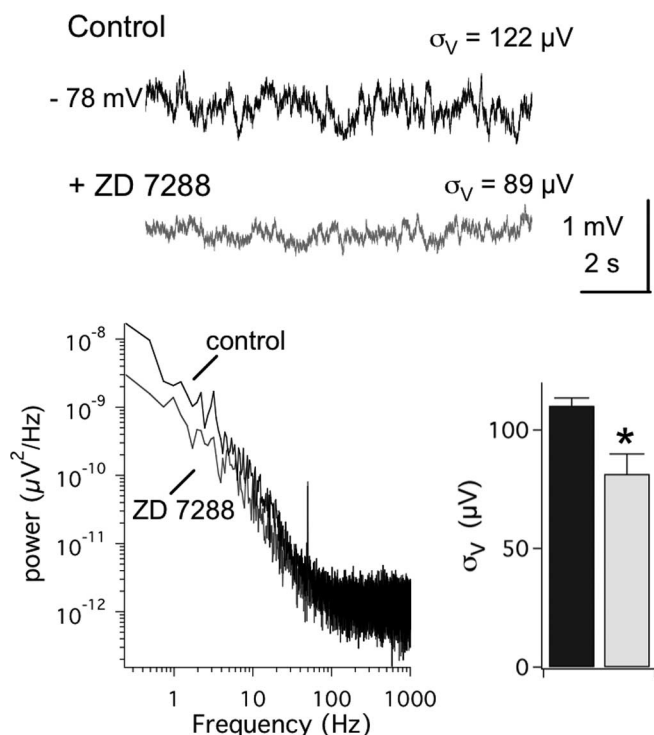 Control
σV = 122 µV
- 78 mV
+ ZD 7288
σV = 89 µV
1 mV
2 s
power (µV²/Hz)
10⁻⁸
10⁻⁹
10⁻¹⁰
10⁻¹¹
10⁻¹²
control
ZD 7288
1
10
100
1000
Frequency (Hz)
σV (µV)
100
50
0
*